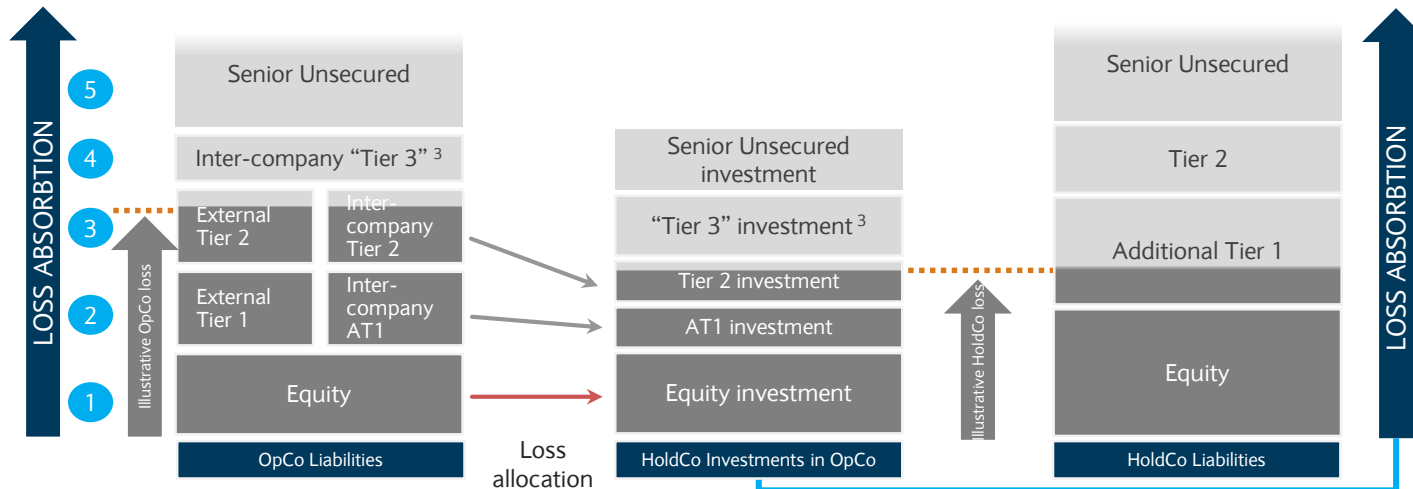 LOSS ABSORBTION
5
4
3
2
1
Illustrative OpCo loss
Senior Unsecured
Inter-company “Tier 3” 3
External
Tier 2
Inter-
company
Tier 2
External
Tier 1
Inter-
company
AT1
Equity
OpCo Liabilities
Loss
allocation
Senior Unsecured
investment
“Tier 3” investment 3
Tier 2 investment
AT1 investment
Equity investment
HoldCo Investments in OpCo
Illustrative HoldCo loss
Senior Unsecured
Tier 2
Additional Tier 1
Equity
HoldCo Liabilities
LOSS ABSORBTION